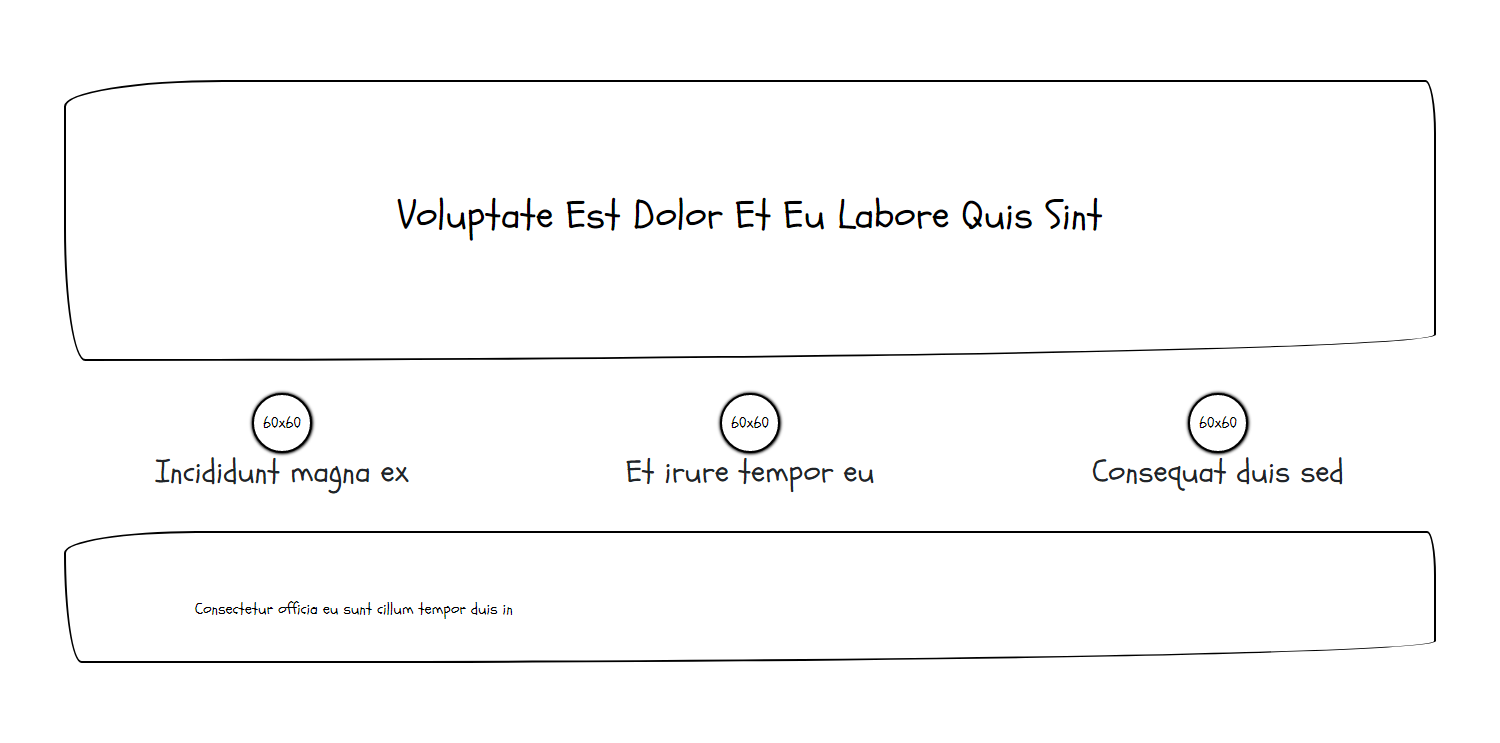 Voluptate Est Dolor Et Eu Labore Quis Sint
60x60
60x60
60x60
Incididunt magna ex
Et irure tempor eu
Consequat duis sed
Consectetur officia eu sunt cillum tempor duis in